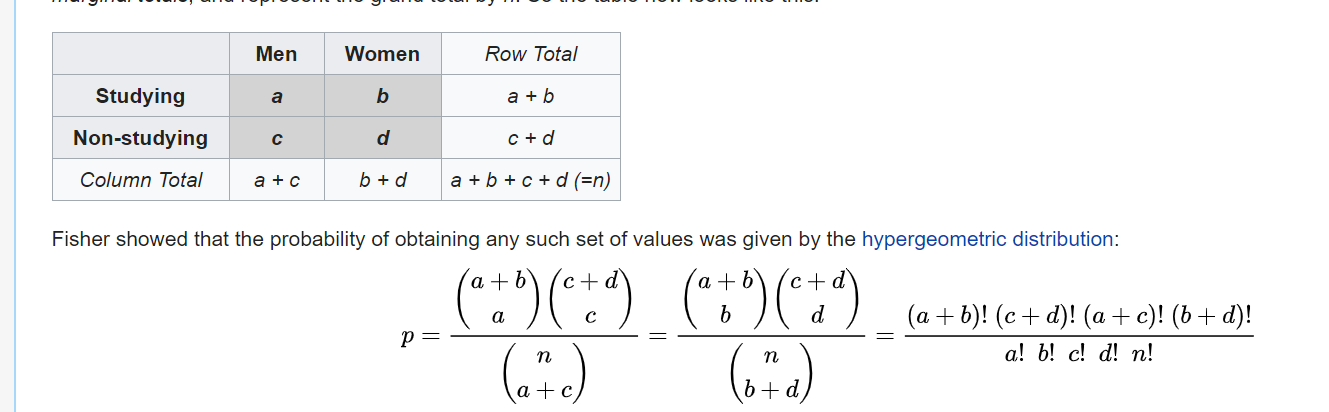 Men Women Row Total
Studying a b a + b
Non-studying c d c + d
Column Total a + c b + d a + b + c + d (=n)
Fisher showed that the probability of obtaining any such set of values was given by the hypergeometric distribution:
p = \frac{\binom{a+b}{a}\binom{c+d}{c}}{\binom{n}{a+c}} = \frac{\binom{a+b}{b}\binom{c+d}{d}}{\binom{n}{b+d}} = \frac{(a+b)!\,(c+d)!\,(a+c)!\,(b+d)!}{a!\,b!\,c!\,d!\,n!}